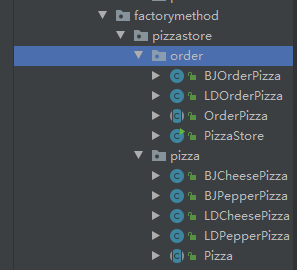 factorymethod
pizzastore
order
BJOrderPizza
LDOrderPizza
OrderPizza
PizzaStore
pizza
BJCheesePizza
BJPepperPizza
LDCheesePizza
LDPepperPizza
Pizza